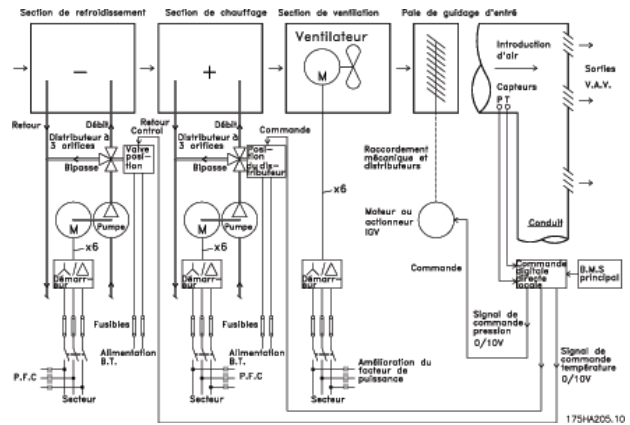 Section de refroidissement
Section de chauffage
Section de ventilation
Pale de guidage d'entré
-
+
Ventilateur
M
Introduction
d'air
Capteurs
P T
Sorties
V.A.V.
Retour
Débit
Retour
Control
Débit
Commande
Distributeur à
3 orifices
Bipasse
Valve
posi-
tion
Distributeur à
3 orifices
Bipasse
Posi-
tion
du dis-
tributeur
Raccordement
mécanique et
distributeurs
x6
M
Pompe
M
Pompe
Moteur ou
actionneur
IGV
Conduit
x6
x6
Commande
Commande
digitale
directe
locale
B.M.S
principal
Démarr-
eur
Démarr-
eur
Démarr-
eur
Signal de
commande
pression
0/10V
Fusibles
Fusibles
Alimentation
B.T.
Alimentation
B.T.
Amélioration du
facteur de
puissance
Signal de
commande
température
0/10V
P.F.C
P.F.C
Secteur
Secteur
Secteur
175HA205.10